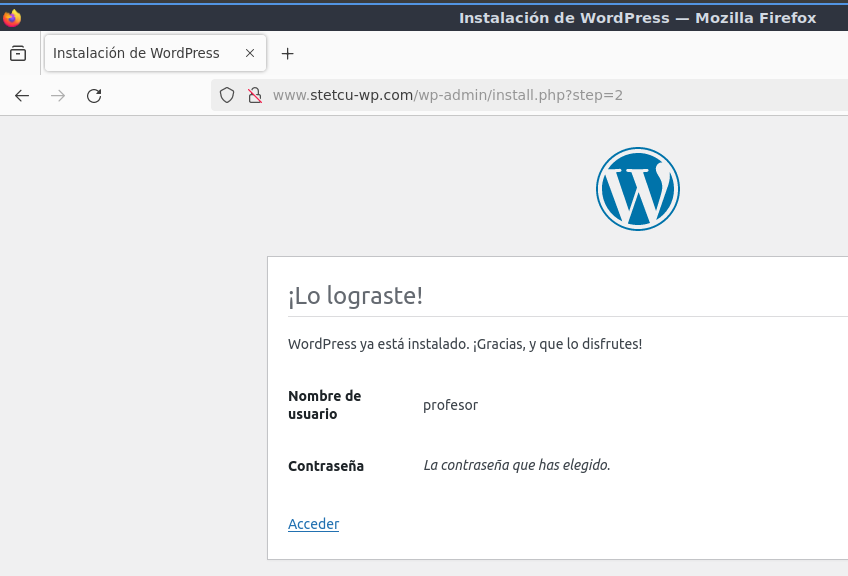 Instalación de WordPress — Mozilla Firefox
Instalación de WordPress
www.stetcu-wp.com/wp-admin/install.php?step=2
¡Lo lograste!
WordPress ya está instalado. ¡Gracias, y que lo disfrutes!
Nombre de
usuario
profesor
Contraseña
La contraseña que has elegido.
Acceder